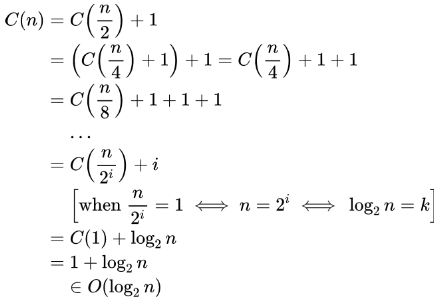 C(n) = C(n/2) + 1
= (C(n/4) + 1) + 1 = C(n/4) + 1 + 1
= C(n/8) + 1 + 1 + 1
...
= C(n/2^i) + i
[when n/2^i = 1 ⟺ n = 2^i ⟺ log₂ n = k]
= C(1) + log₂ n
= 1 + log₂ n
∈ O(log₂ n)